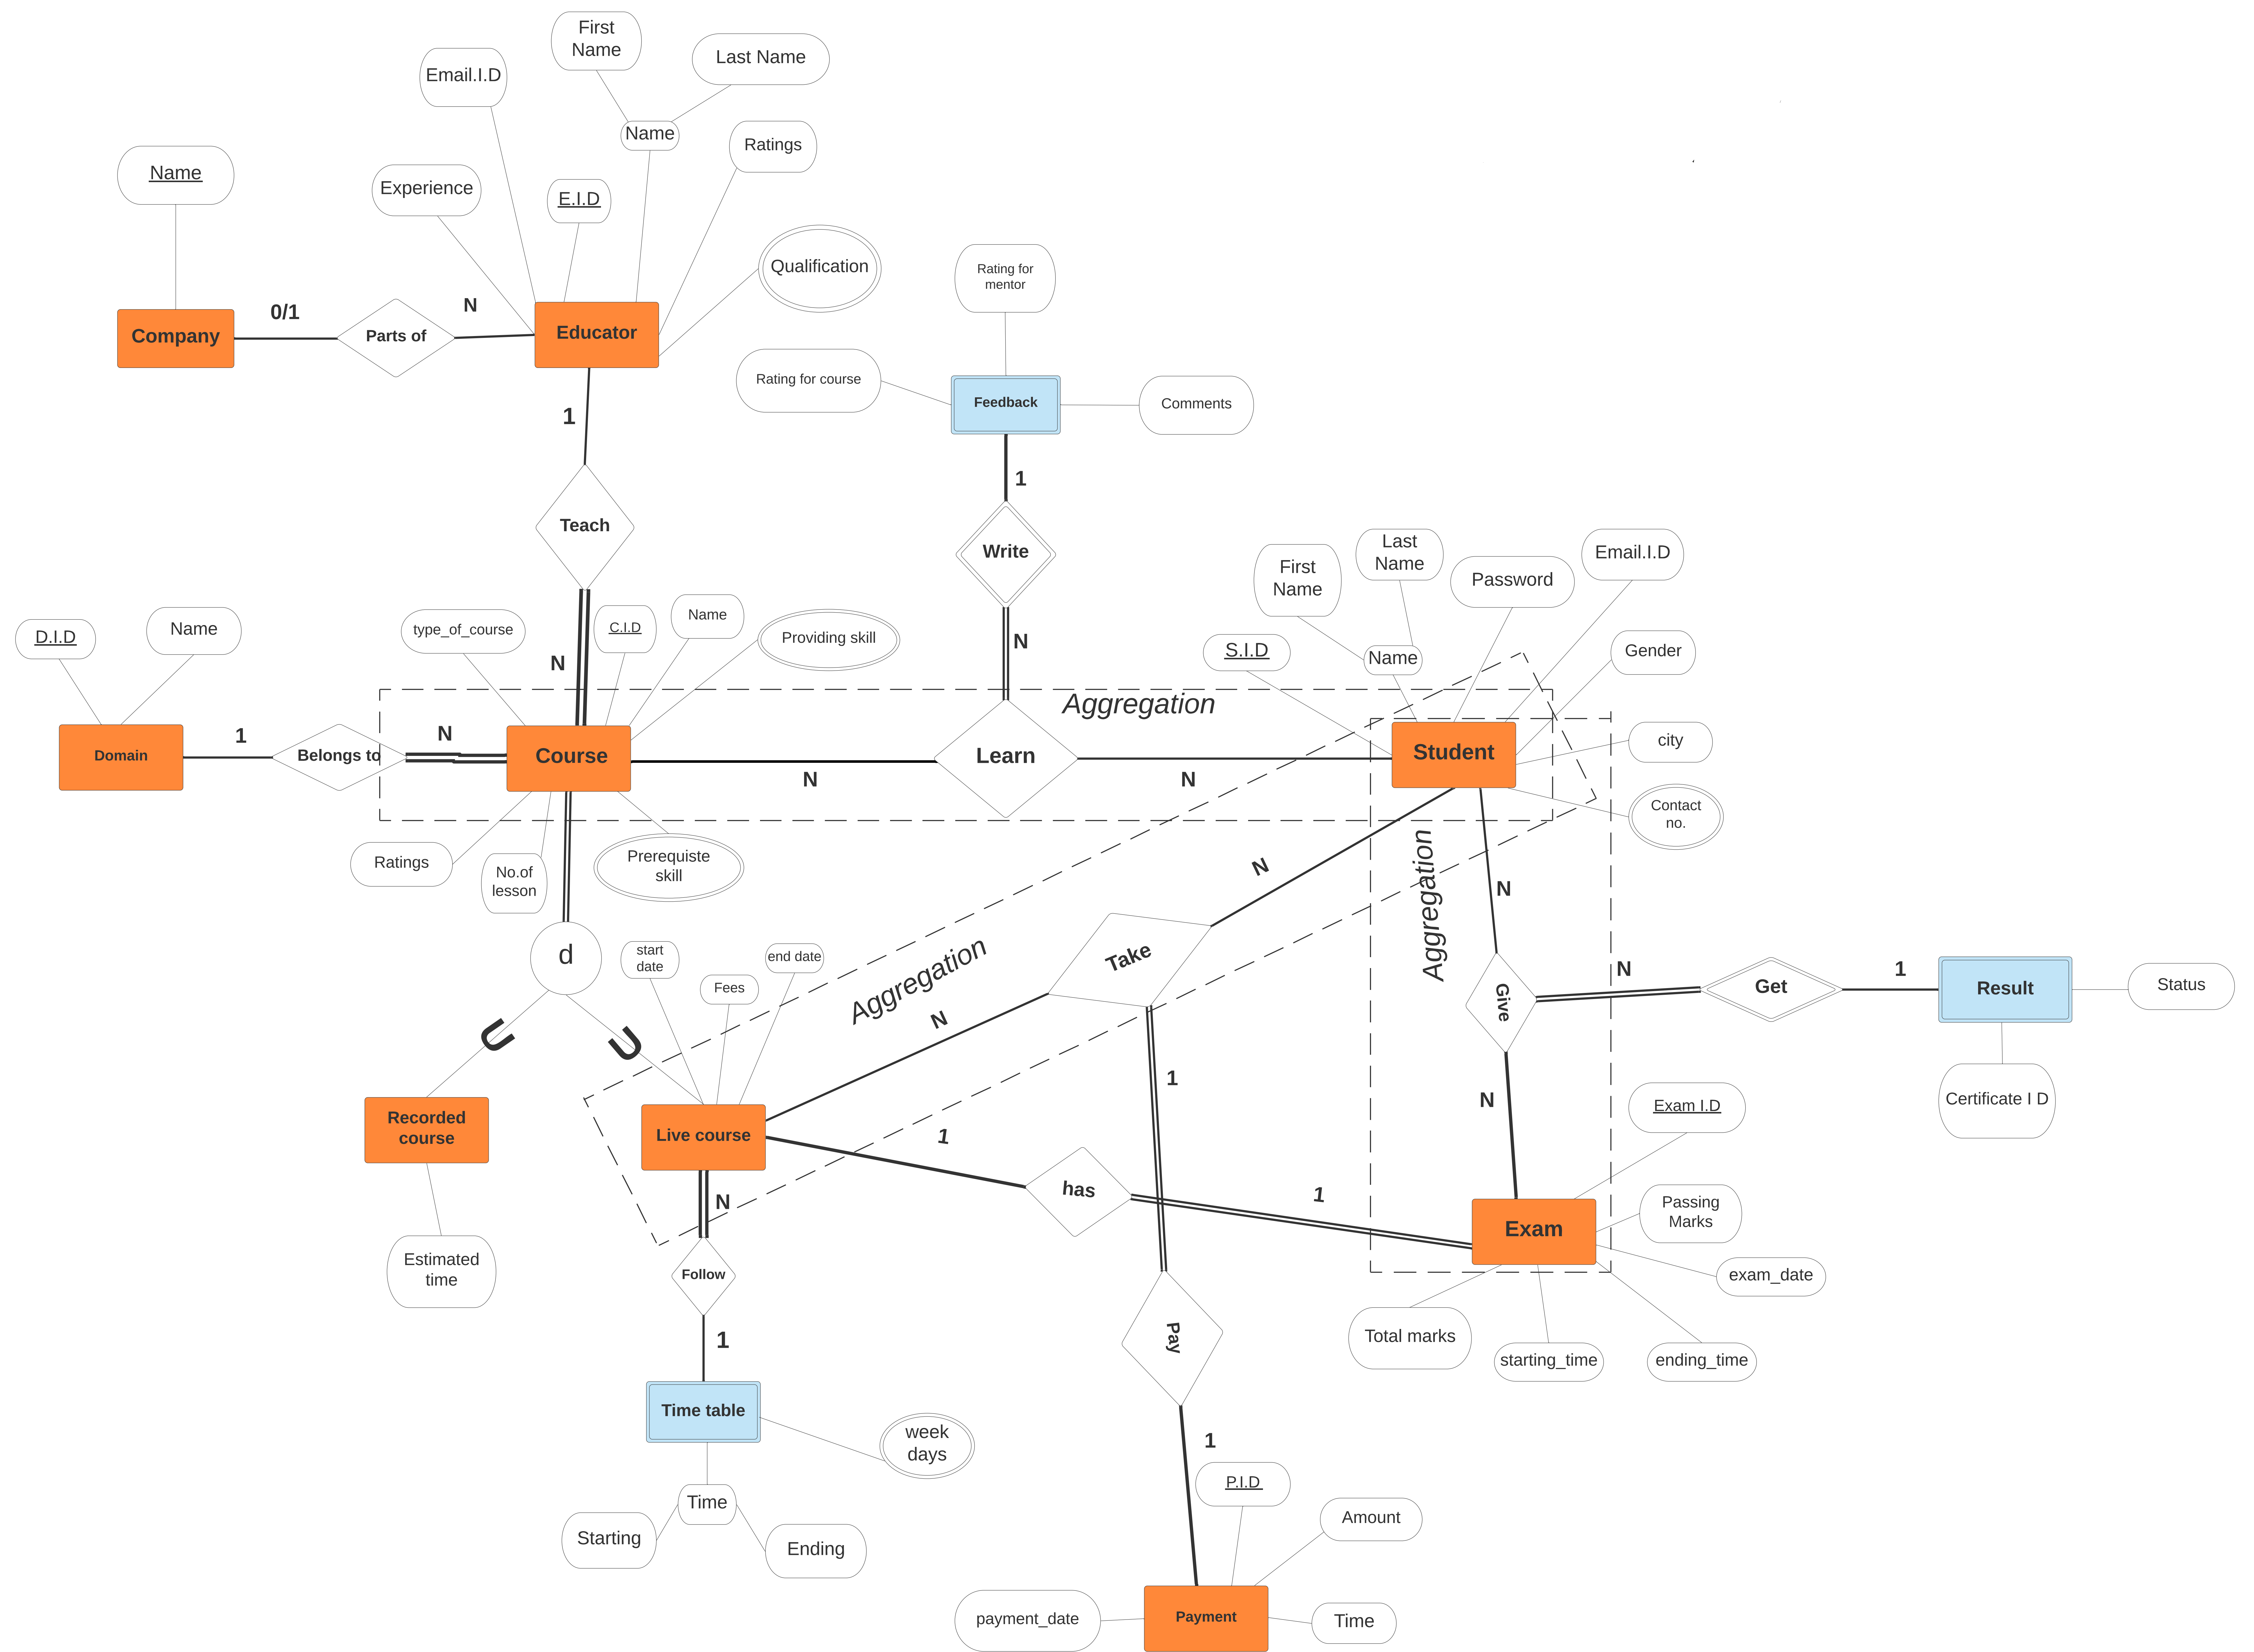 First
Name
Last Name
Email.I.D
Name
Ratings
Name
Experience
E.I.D
Qualification
Rating for
mentor
0/1
N
Company
Parts of
Educator
Rating for course
Feedback
Comments
1
1
Teach
Write
Last
Name
Email.I.D
First
Name
Password
D.I.D
Name
type_of_course
C.I.D
Name
Providing skill
N
N
S.I.D
Name
Gender
Aggregation
1
N
Domain
Belongs to
Course
Learn
Student
city
N
N
Contact
no.
Ratings
No.of
lesson
Prerequiste
skill
N
Aggregation
N
d
start
date
end date
Fees
Aggregation
Take
N
1
Give
Get
Result
Status
N
1
N
Certificate I D
Recorded
course
Live course
1
Exam I.D
has
1
N
Passing
Marks
Exam
Estimated
time
Follow
exam_date
Pay
Total marks
starting_time
ending_time
1
Time table
week
days
1
P.I.D
Time
Starting
Ending
Amount
payment_date
Payment
Time